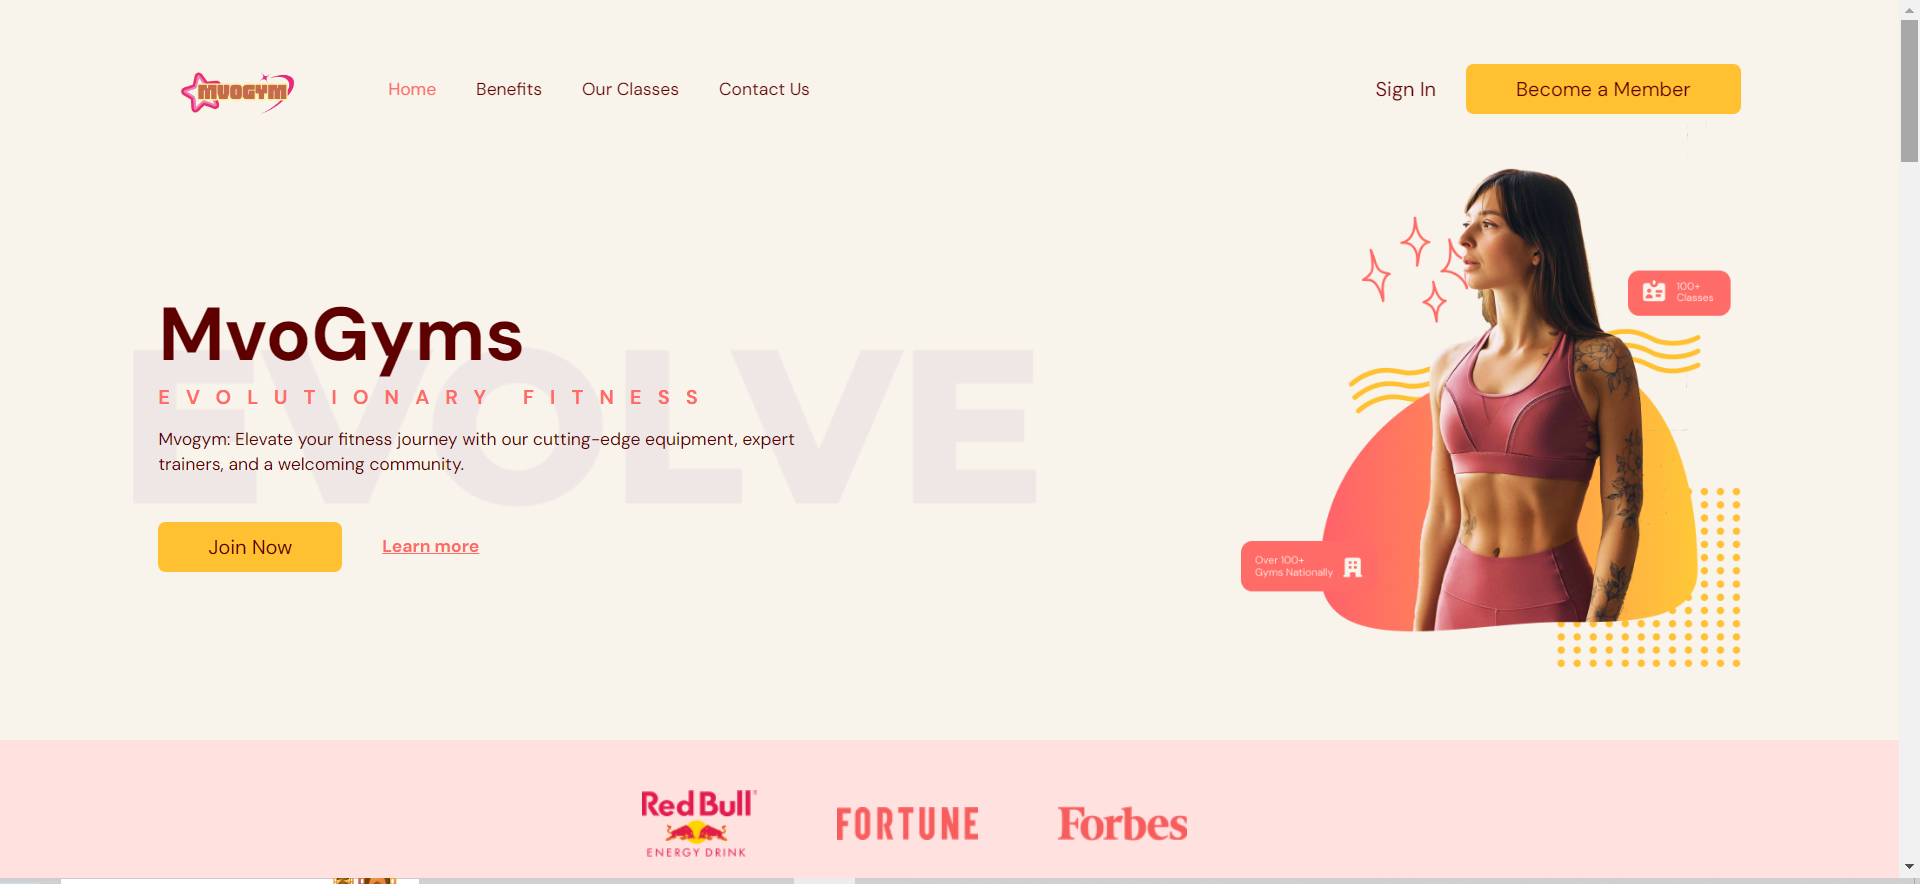 MVOGYM
Home
Benefits
Our Classes
Contact Us
Sign In
Become a Member
100+
Classes
MvoGyms
EVOLVE
EVOLUTIONARY FITNESS
Mvogym: Elevate your fitness journey with our cutting-edge equipment, expert
trainers, and a welcoming community.
Join Now
Learn more
Over 100+
Gyms Nationally
Red Bull
ENERGY DRINK
FORTUNE
Forbes